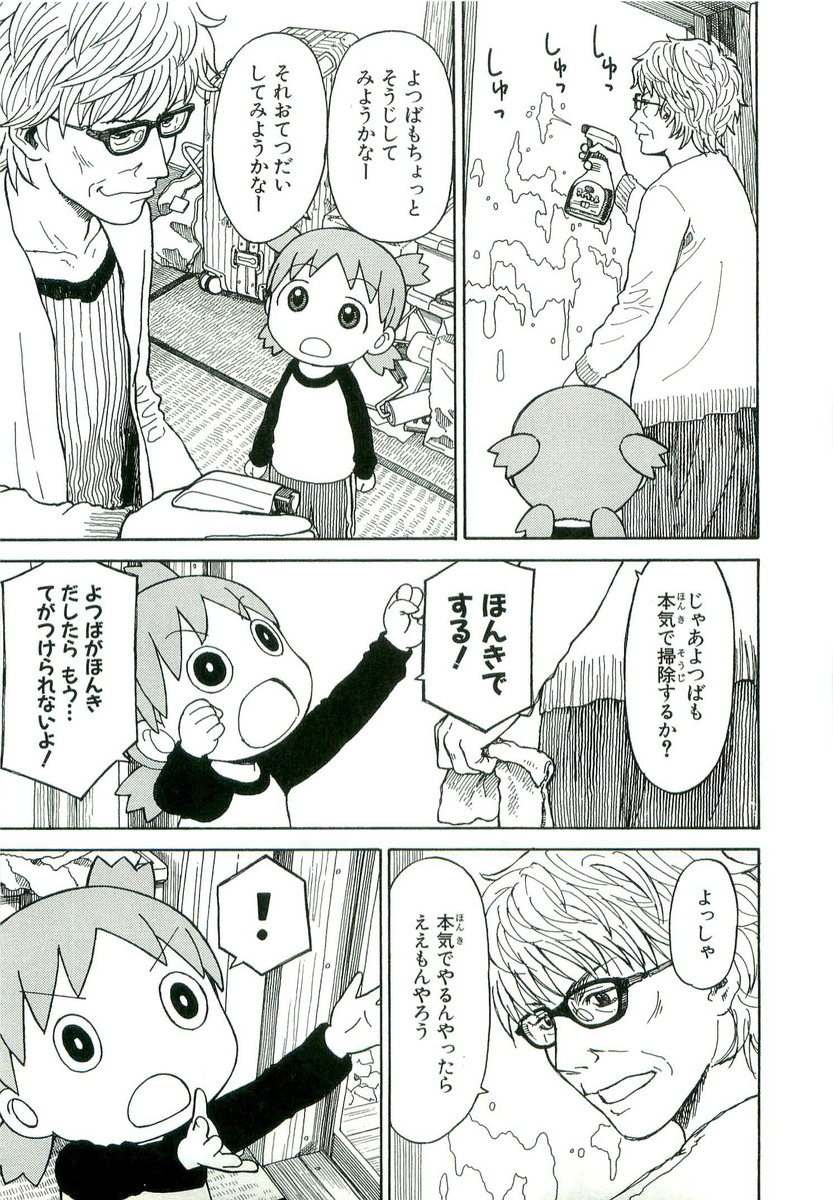 しゅっ
しゅっ
しゅっ
よつばもちょっと
そうじして
みようかなー
それおてつだい
してみようかなー
じゃあよつばも
本気で掃除するか?
ほんきで
する!
よつばがほんき
だしたら もう…
てがつけられないよ!
よっしゃ
本気でやるんやったら
ええもんやろう
!